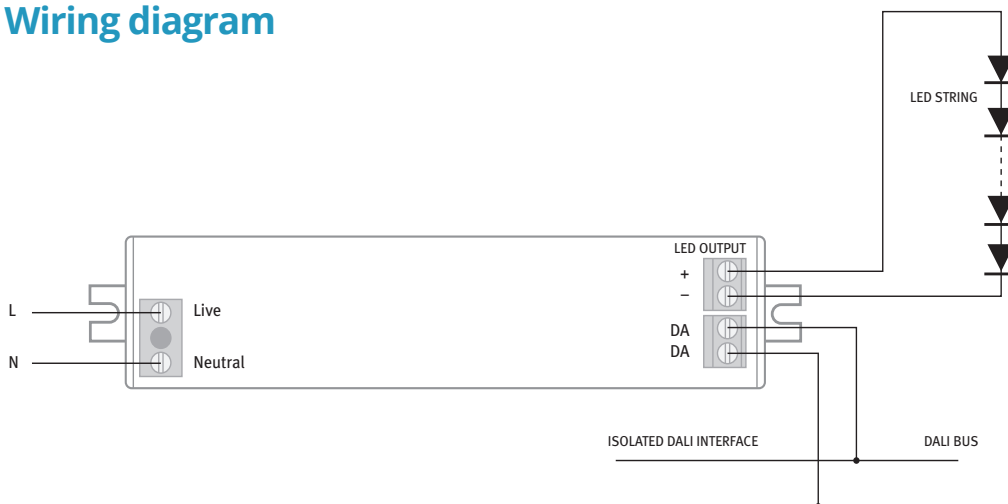 Wiring diagram
LED STRING
LED OUTPUT
+
–
L
Live
DA
DA
N
Neutral
ISOLATED DALI INTERFACE
DALI BUS